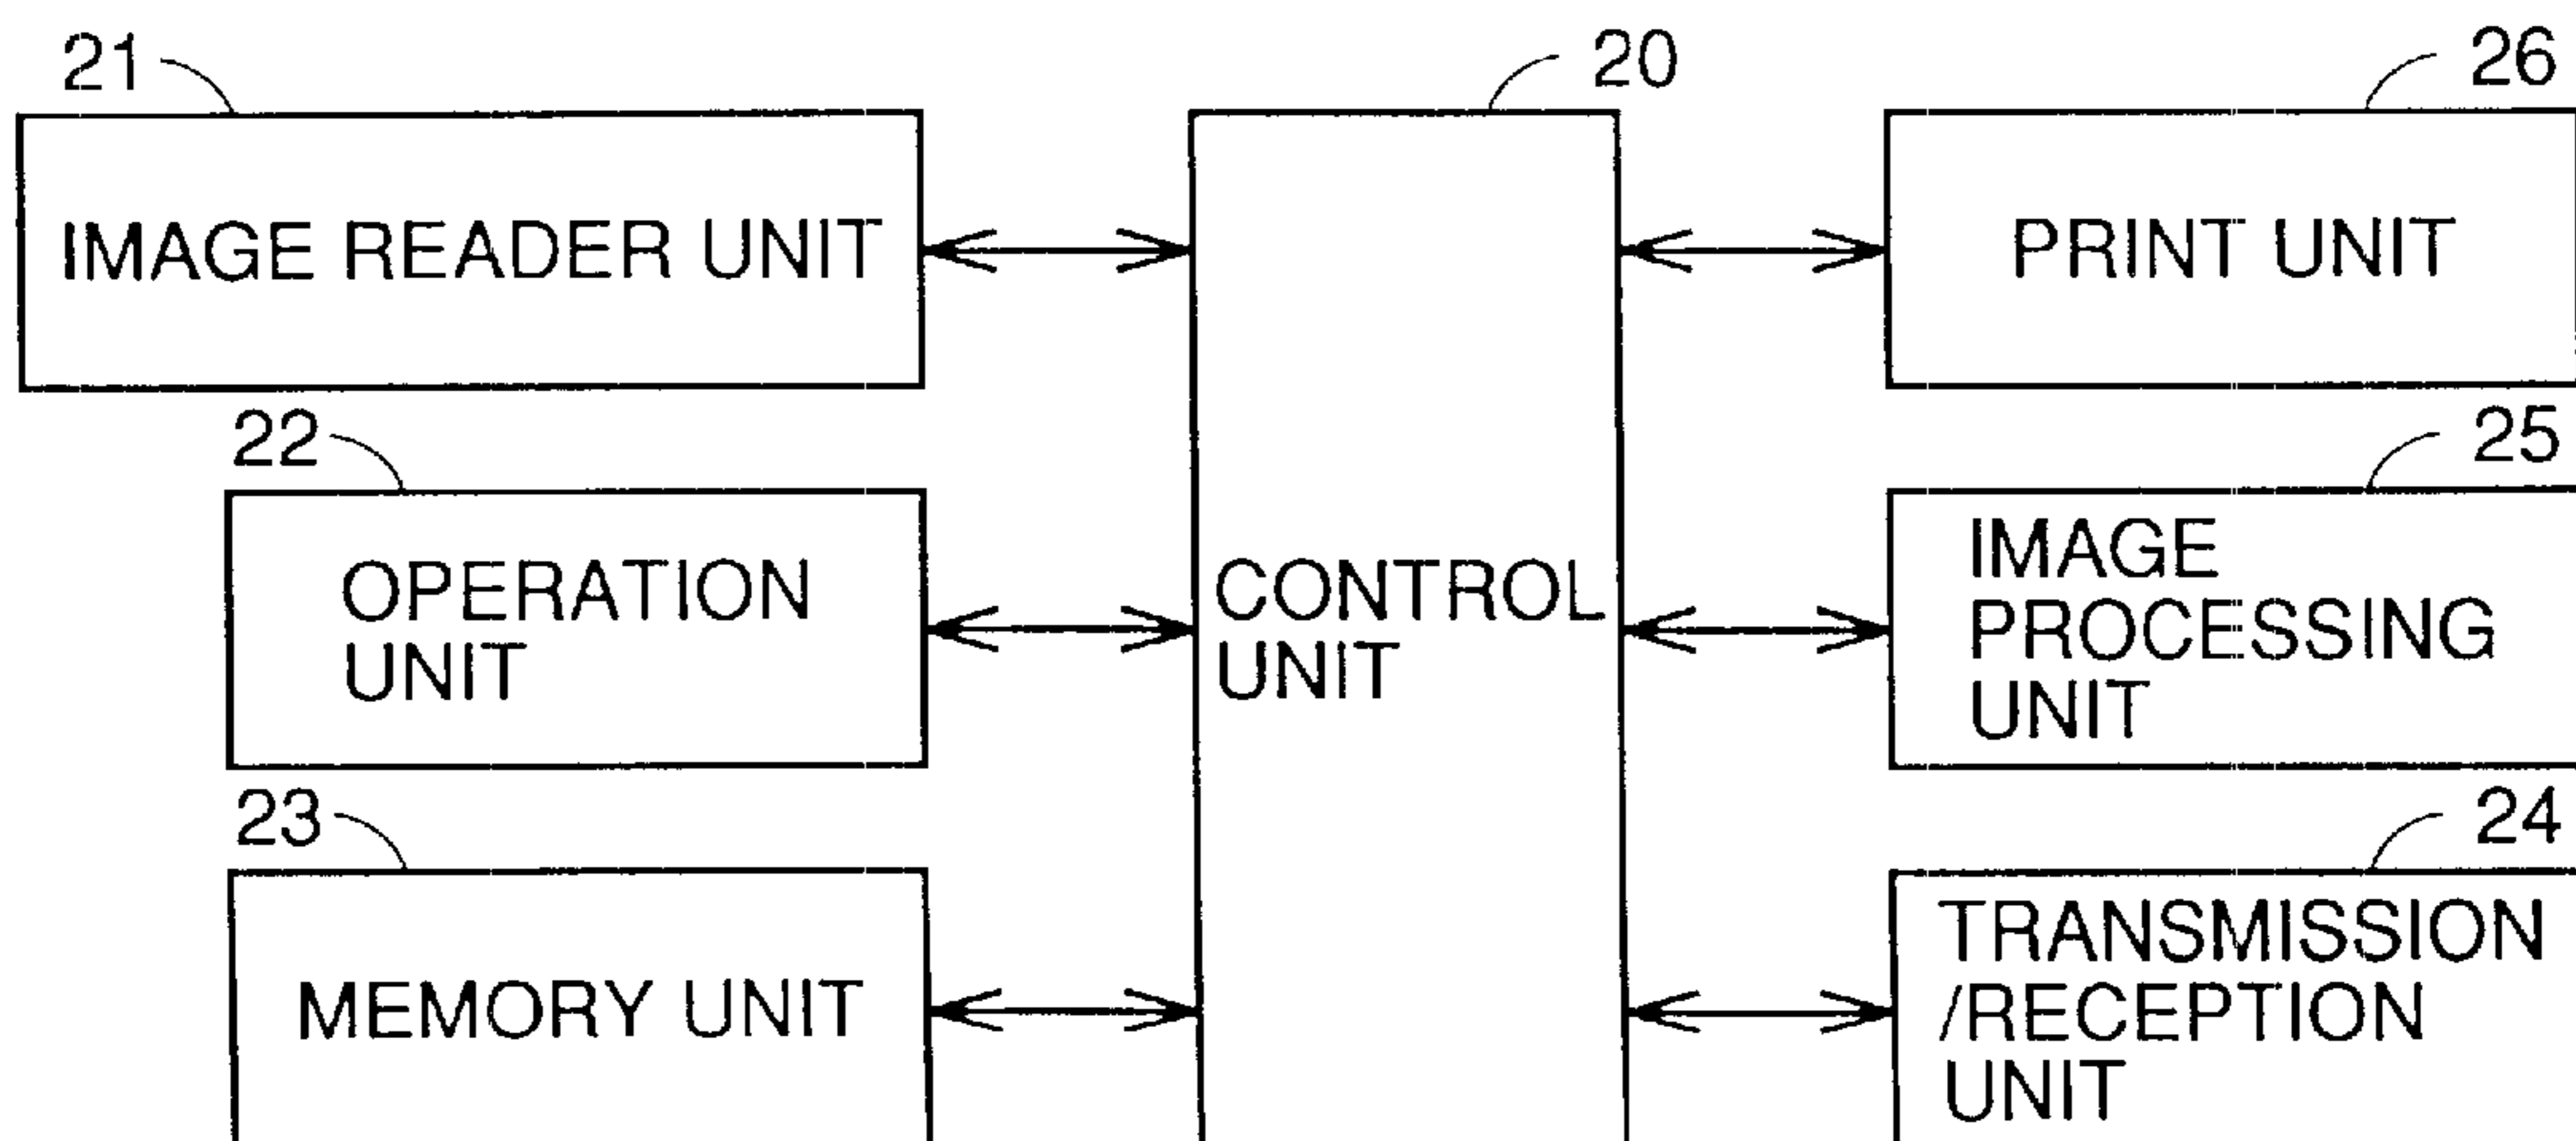 21
20
26
IMAGE READER UNIT
PRINT UNIT
22
25
OPERATION
UNIT
CONTROL
UNIT
IMAGE
PROCESSING
UNIT
23
24
MEMORY UNIT
TRANSMISSION
/RECEPTION
UNIT